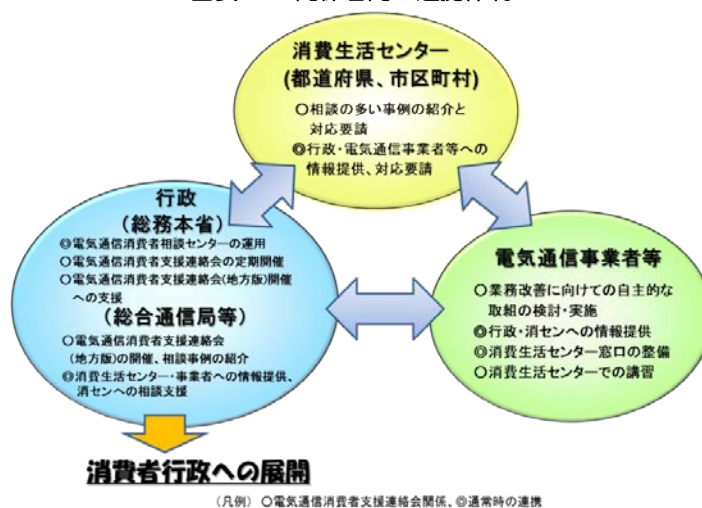 消費生活センター
(都道府県、市区町村)
○相談の多い事例の紹介と
対応要請
◎行政・電気通信事業者等への
情報提供、対応要請
行政
(総務本省)
◎電気通信消費者相談センターの運用
○電気通信消費者支援連絡会の定期開催
○電気通信消費者支援連絡会(地方版)開催
への支援
(総合通信局等)
○電気通信消費者支援連絡会
(地方版)の開催、相談事例の紹介
◎消費生活センター・事業者への情報提供、
消センへの相談支援
電気通信事業者等
○業務改善に向けての自主的な
取組の検討・実施
◎行政・消センへの情報提供
◎消費生活センター窓口の整備
○消費生活センターでの講習
消費者行政への展開
(凡例) ○電気通信消費者支援連絡会関係、◎通常時の連携